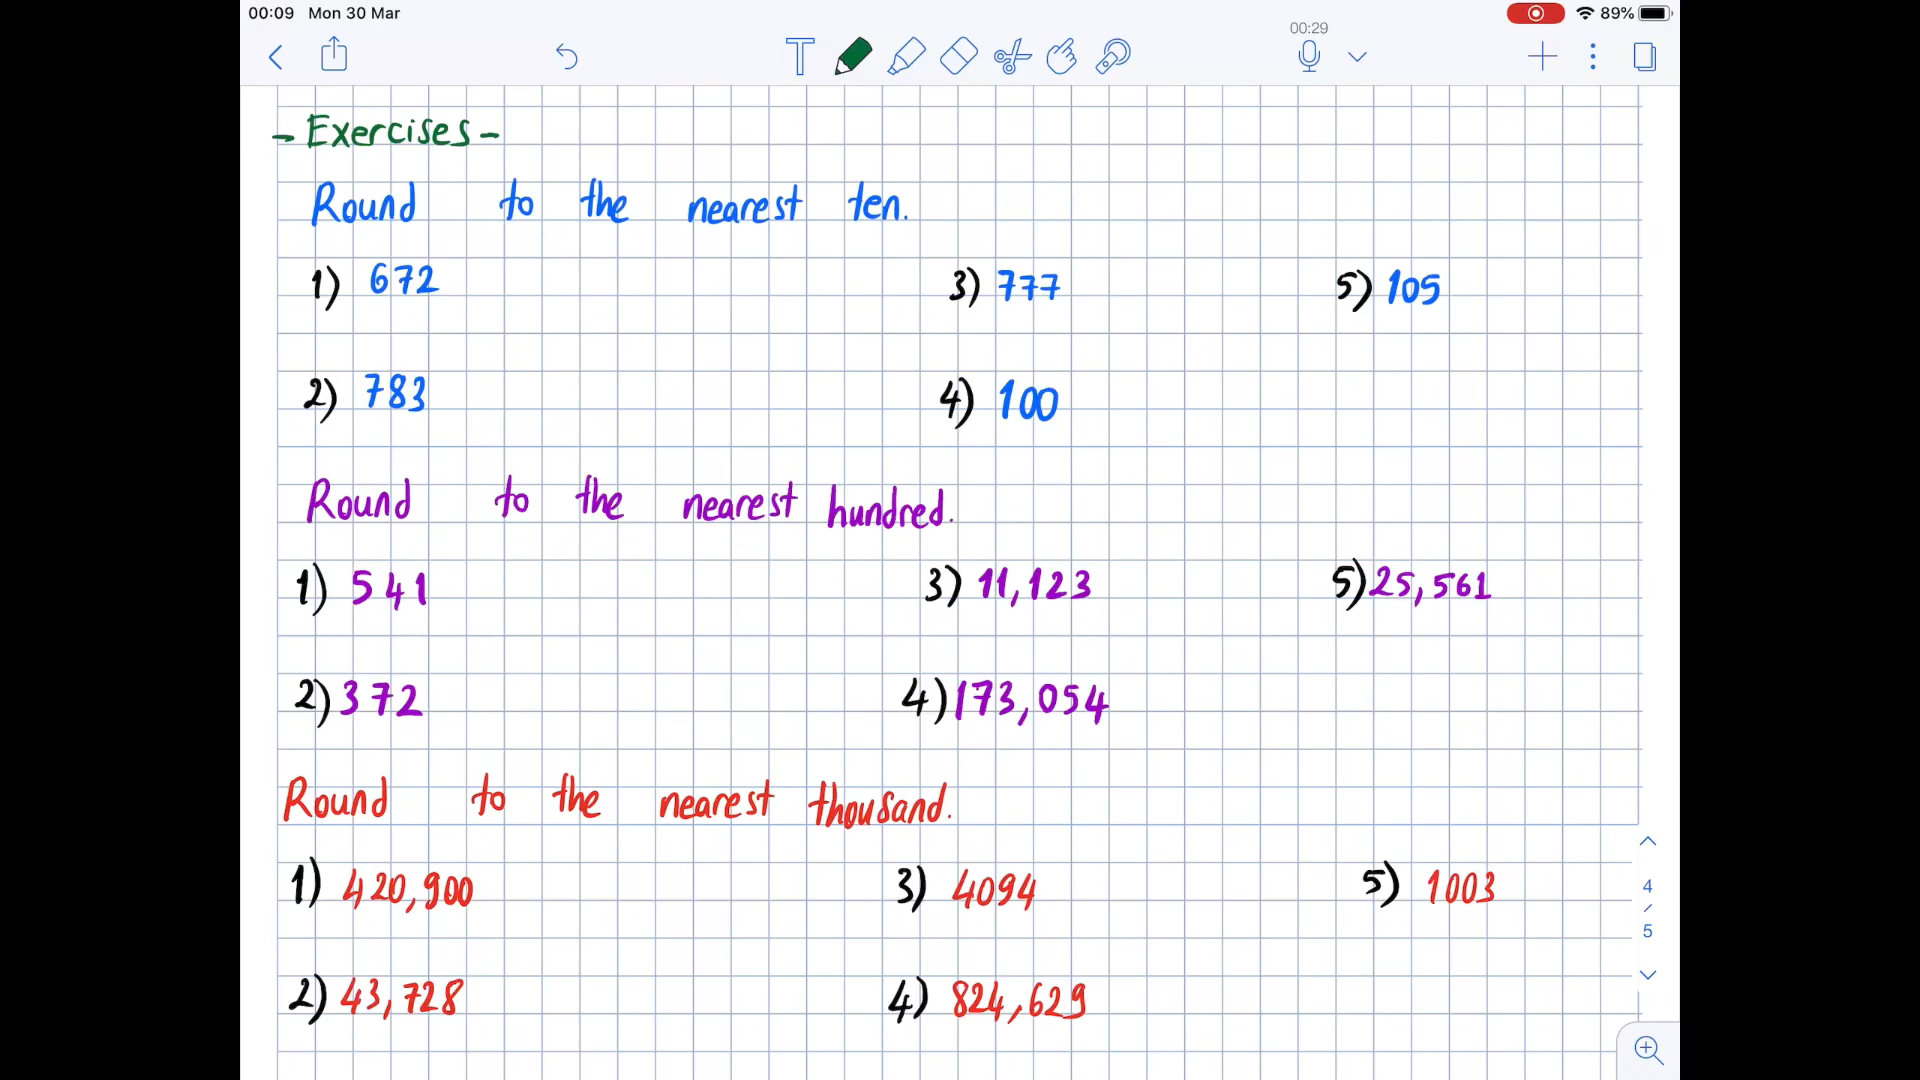 00:09 Mon 30 Mar 89%
00:29
T
- Exercises -
Round to the nearest ten.
1) 672 3) 777 5) 105
2) 783 4) 100
Round to the nearest hundred.
1) 541 3) 11,123 5) 25,561
2) 372 4) 173,054
Round to the nearest thousand.
1) 420,900 3) 4094 5) 1003
2) 43,728 4) 824,629
4
/
5